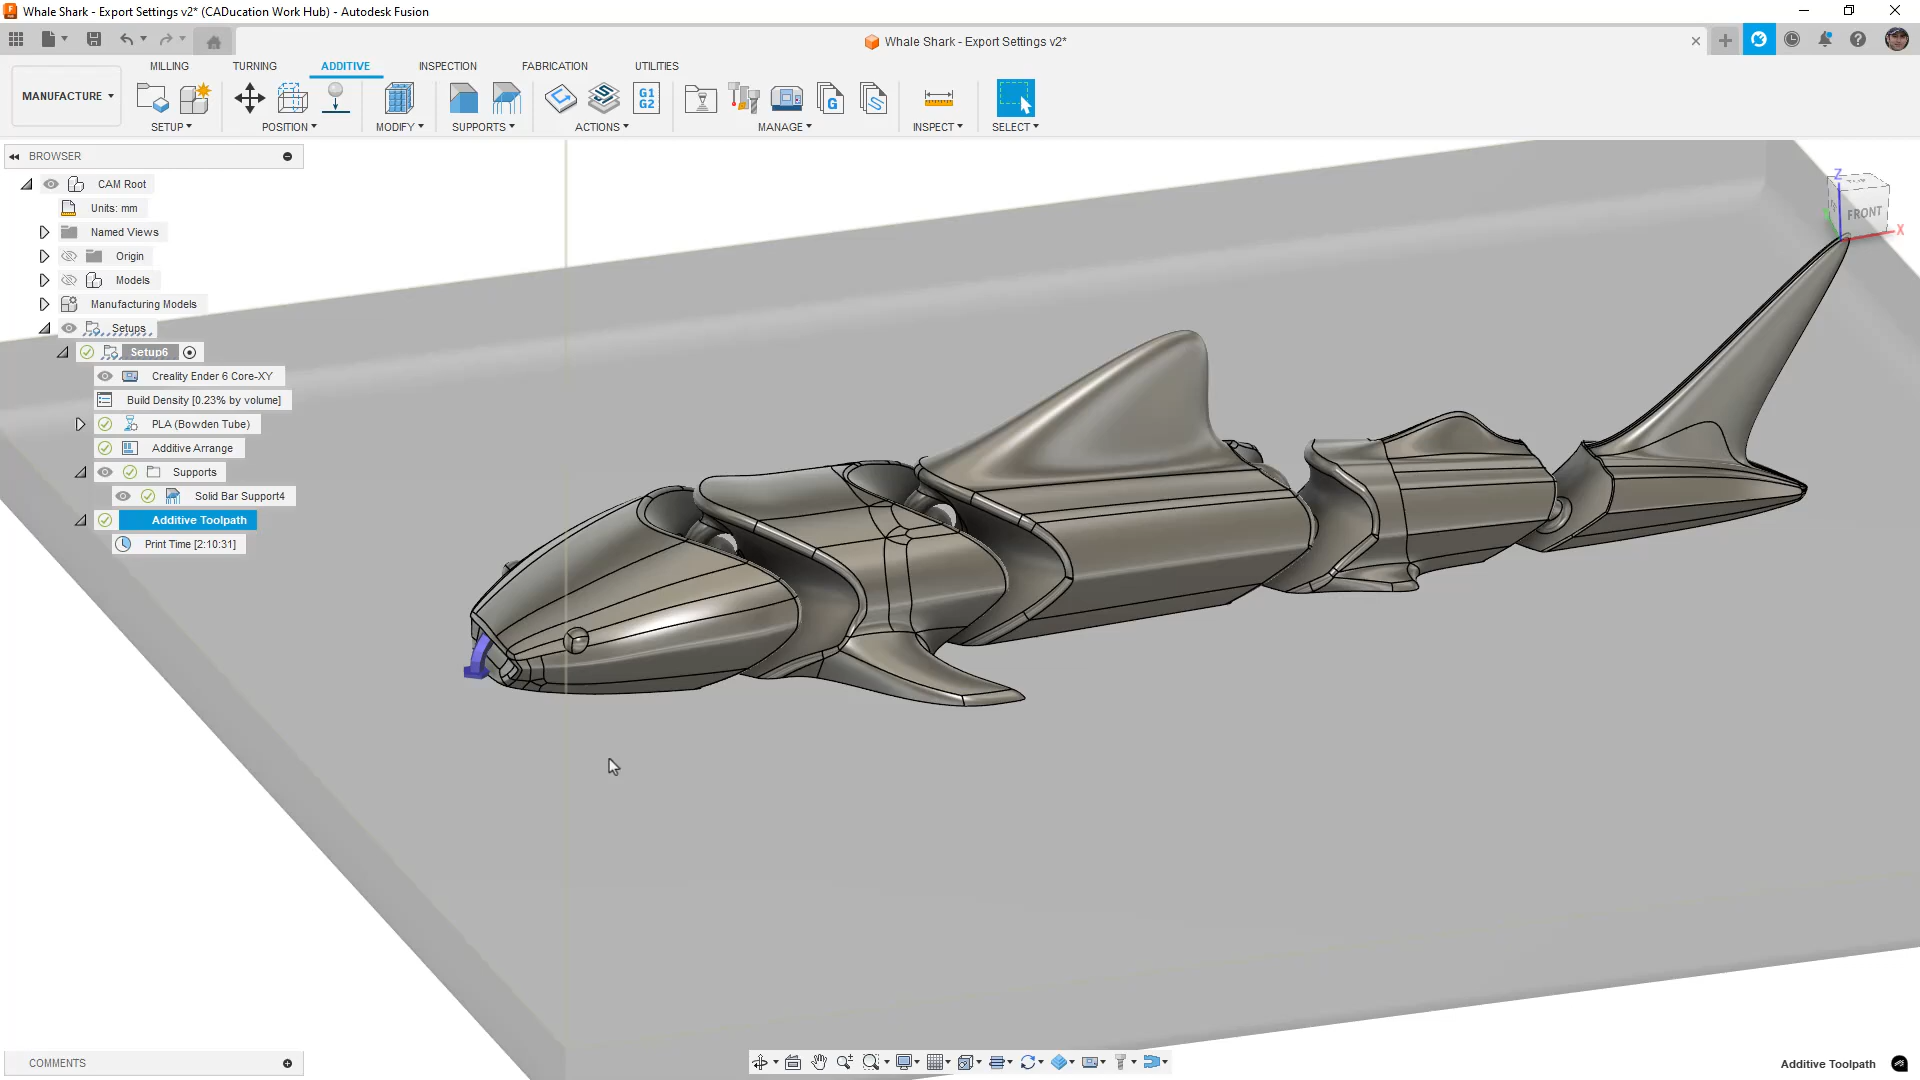 Whale Shark - Export Settings v2* (CADucation Work Hub) - Autodesk Fusion
Whale Shark - Export Settings v2*
MILLING TURNING ADDITIVE INSPECTION FABRICATION UTILITIES
MANUFACTURE
G1
G2
G
SETUP POSITION MODIFY SUPPORTS ACTIONS MANAGE INSPECT SELECT
BROWSER
CAM Root
Units: mm
Named Views
Origin
Models
Manufacturing Models
Setups
Setup6
Creality Ender 6 Core-XY
Build Density [0.23% by volume]
PLA (Bowden Tube)
Additive Arrange
Supports
Solid Bar Support4
Additive Toolpath
Print Time [2:10:31]
Z
TOP
FRONT
X
COMMENTS
Additive Toolpath